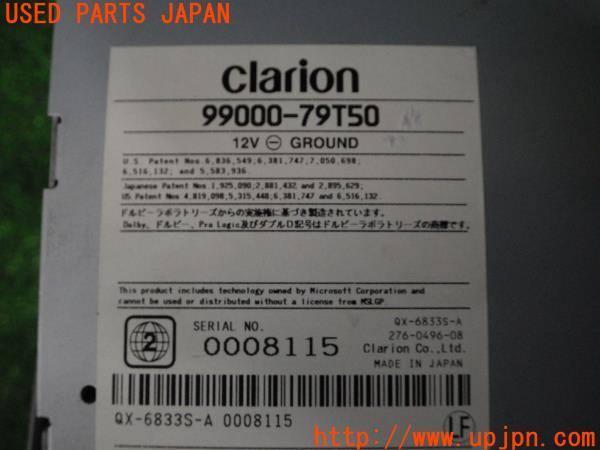 USED PARTS JAPAN
clarion
99000-79T50
12V ⊖ GROUND
U.S. Patent Nos. 6,836,549;6,381,747;7,050,698;
6,516,132; and 5,583,936.
Japanese Patent Nos. 1,925,090;2,881,432 and 2,895,629;
US Patent Nos. 4,819,098,5,315,448;6,381,747 and 6,516,132.
ドルビーラボラトリーズからの実施権に基づき製造されています。
Dolby、ドルビー、Pro Logic及びダブルD記号はドルビーラボラトリーズの商標です。
This product includes technology owned by Microsoft Corporation and
cannot be used or distributed without a license from MSLGP.
2
SERIAL NO.
0008115
QX-6833S-A
276-0496-08
Clarion Co.,Ltd.
MADE IN JAPAN
QX-6833S-A 0008115
LF
http://www.upjpn.com/